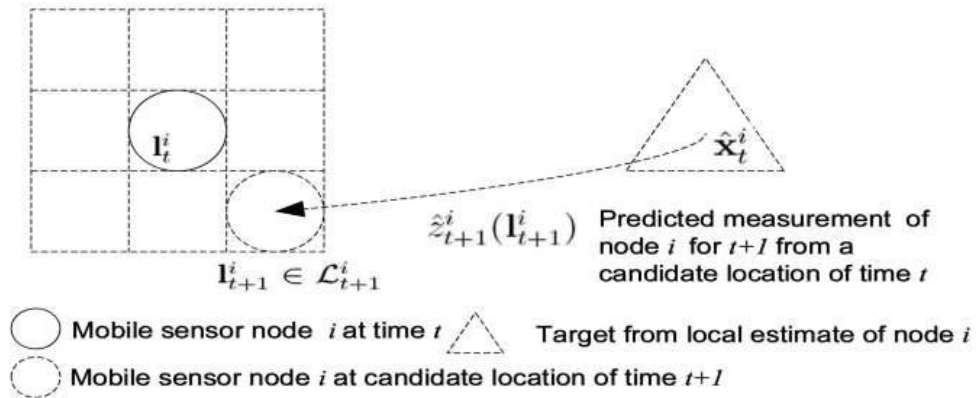 l_t^i
x̂_t^i
ẑ_{t+1}^i(l_{t+1}^i)
Predicted measurement of
node i for t+1 from a
candidate location of time t
l_{t+1}^i ∈ ℒ_{t+1}^i
Mobile sensor node i at time t
Target from local estimate of node i
Mobile sensor node i at candidate location of time t+1